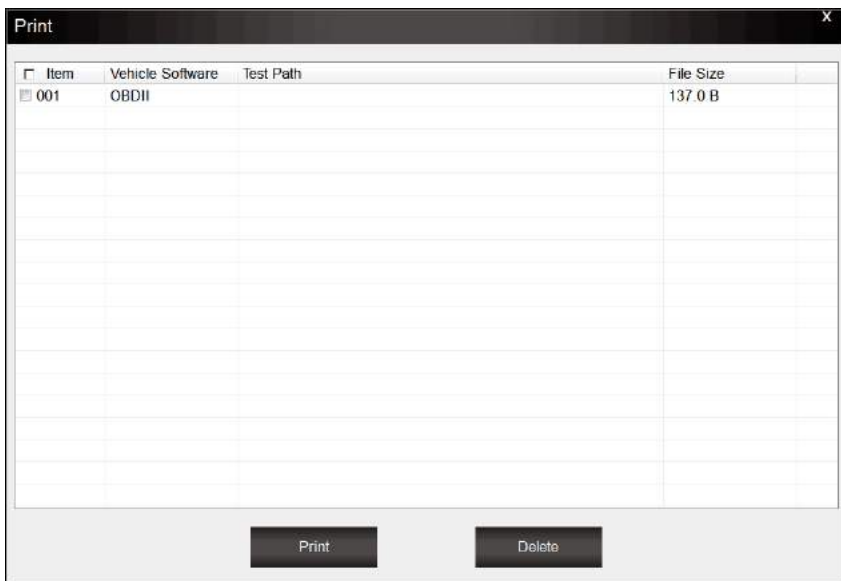 Print X
Item Vehicle Software Test Path File Size
001 OBDII 137.0 B
Print Delete